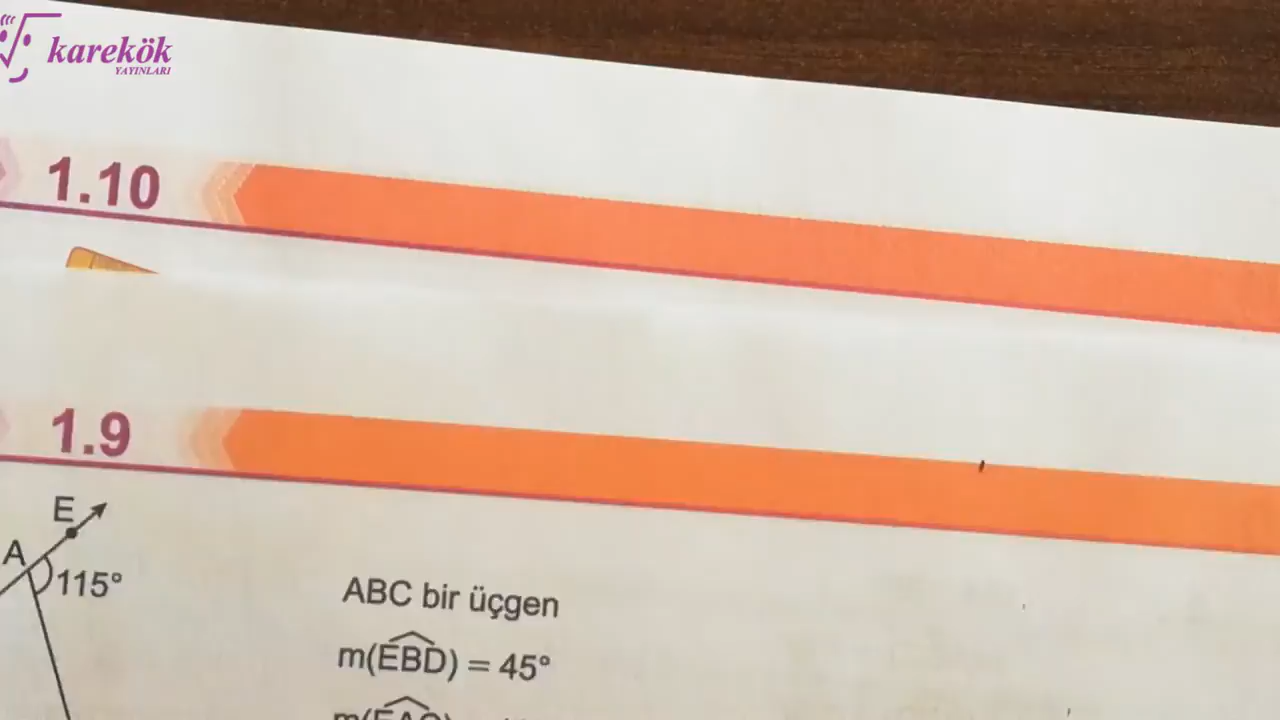 karekök
YAYINLARI
1.10
1.9
E
A
115°
ABC bir üçgen
m(EBD) = 45°